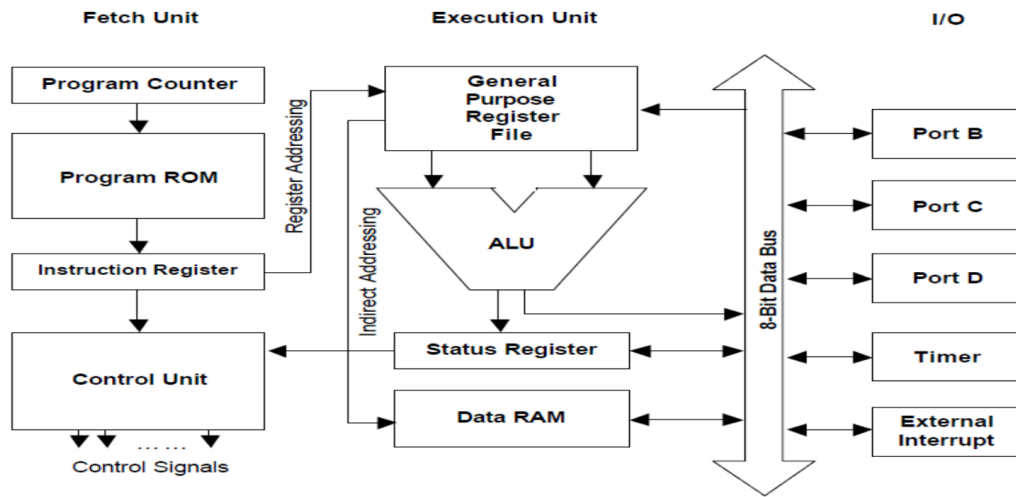 Fetch Unit
Execution Unit
I/O
Program Counter
Program ROM
Instruction Register
Control Unit
... ...
Control Signals
Register Addressing
Indirect Addressing
General
Purpose
Register
File
ALU
Status Register
Data RAM
8-Bit Data Bus
Port B
Port C
Port D
Timer
External
Interrupt